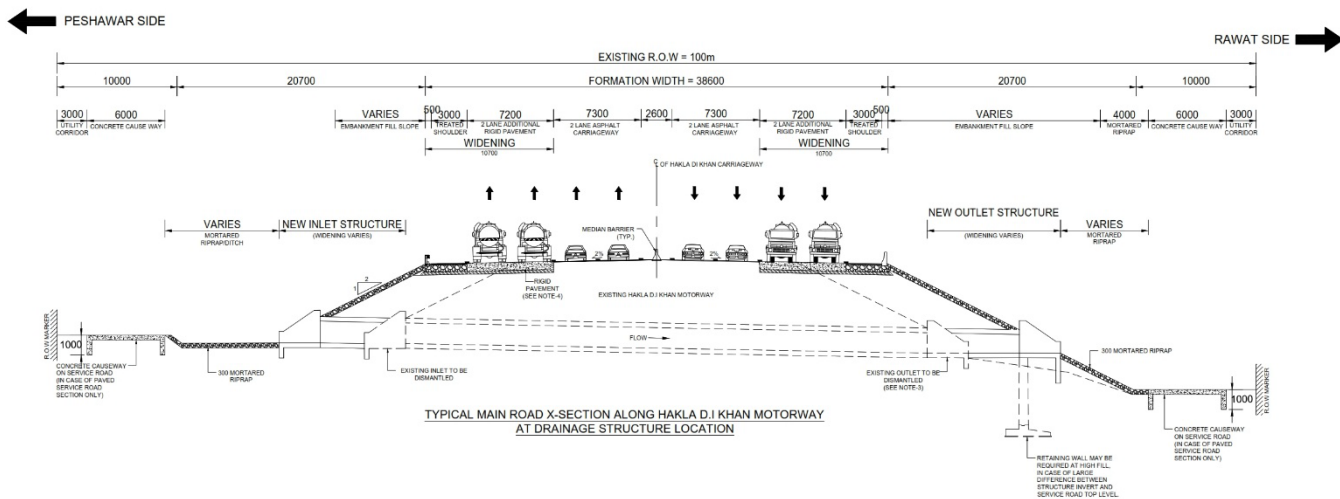 PESHAWAR SIDE
RAWAT SIDE
EXISTING R.O.W = 100m
10000
20700
FORMATION WIDTH = 38600
20700
10000
3000
UTILITY
CORRIDOR
6000
CONCRETE CAUSE WAY
VARIES
EMBANKMENT FILL SLOPE
500
3000
TREATED
SHOULDER
7200
2 LANE ADDITIONAL
RIGID PAVEMENT
7300
2 LANE ASPHALT
CARRIAGEWAY
2600
7300
2 LANE ASPHALT
CARRIAGEWAY
7200
2 LANE ADDITIONAL
RIGID PAVEMENT
3000
TREATED
SHOULDER
500
VARIES
EMBANKMENT FILL SLOPE
4000
MORTARED
RIPRAP
6000
CONCRETE CAUSE WAY
3000
UTILITY
CORRIDOR
WIDENING
10700
WIDENING
10700
OF HAKLA DI KHAN CARRIAGEWAY
VARIES
MORTARED
RIPRAP/DITCH
NEW INLET STRUCTURE
(WIDENING VARIES)
MEDIAN BARRIER
(TYP.)
NEW OUTLET STRUCTURE
(WIDENING VARIES)
VARIES
MORTARED
RIPRAP
2%
2%
2
1
RIGID
PAVEMENT
(SEE NOTE-4)
EXISTING HAKLA D.I KHAN MOTORWAY
R.O.W MARKER
1000
CONCRETE CAUSEWAY
ON SERVICE ROAD
(IN CASE OF PAVED
SERVICE ROAD
SECTION ONLY)
300 MORTARED
RIPRAP
EXISTING INLET TO BE
DISMANTLED
FLOW
EXISTING OUTLET TO BE
DISMANTLED
(SEE NOTE-3)
300 MORTARED RIPRAP
1000
R.O.W MARKER
CONCRETE CAUSEWAY
ON SERVICE ROAD
(IN CASE OF PAVED
SERVICE ROAD
SECTION ONLY)
RETAINING WALL MAY BE
REQUIRED AT HIGH FILL,
IN CASE OF LARGE
DIFFERENCE BETWEEN
STRUCTURE INVERT AND
SERVICE ROAD TOP LEVEL.
TYPICAL MAIN ROAD X-SECTION ALONG HAKLA D.I KHAN MOTORWAY
AT DRAINAGE STRUCTURE LOCATION